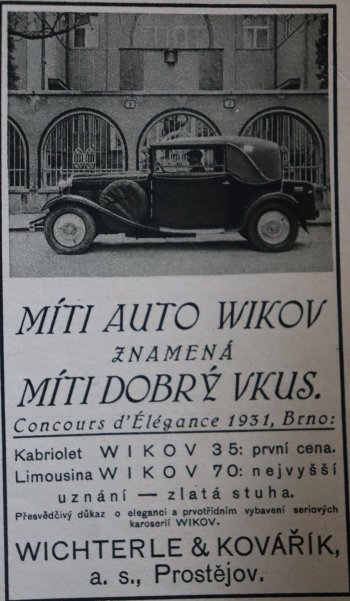 MÍTI AUTO WIKOV
ZNAMENÁ
MÍTI DOBRÝ VKUS.
Concours d'Élégance 1931, Brno:
Kabriolet WIKOV 35: první cena.
Limousina WIKOV 70: nejvyšší
uznání — zlatá stuha.
Přesvědčivý důkaz o eleganci a prvotřídním vybavení seriových
karoserií WIKOV.
WICHTERLE & KOVÁŘÍK,
a. s., Prostějov.